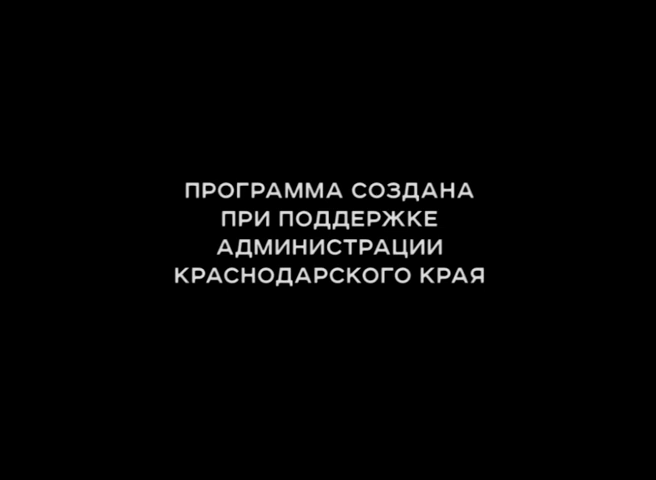 ПРОГРАММА СОЗДАНА
ПРИ ПОДДЕРЖКЕ
АДМИНИСТРАЦИИ
КРАСНОДАРСКОГО КРАЯ